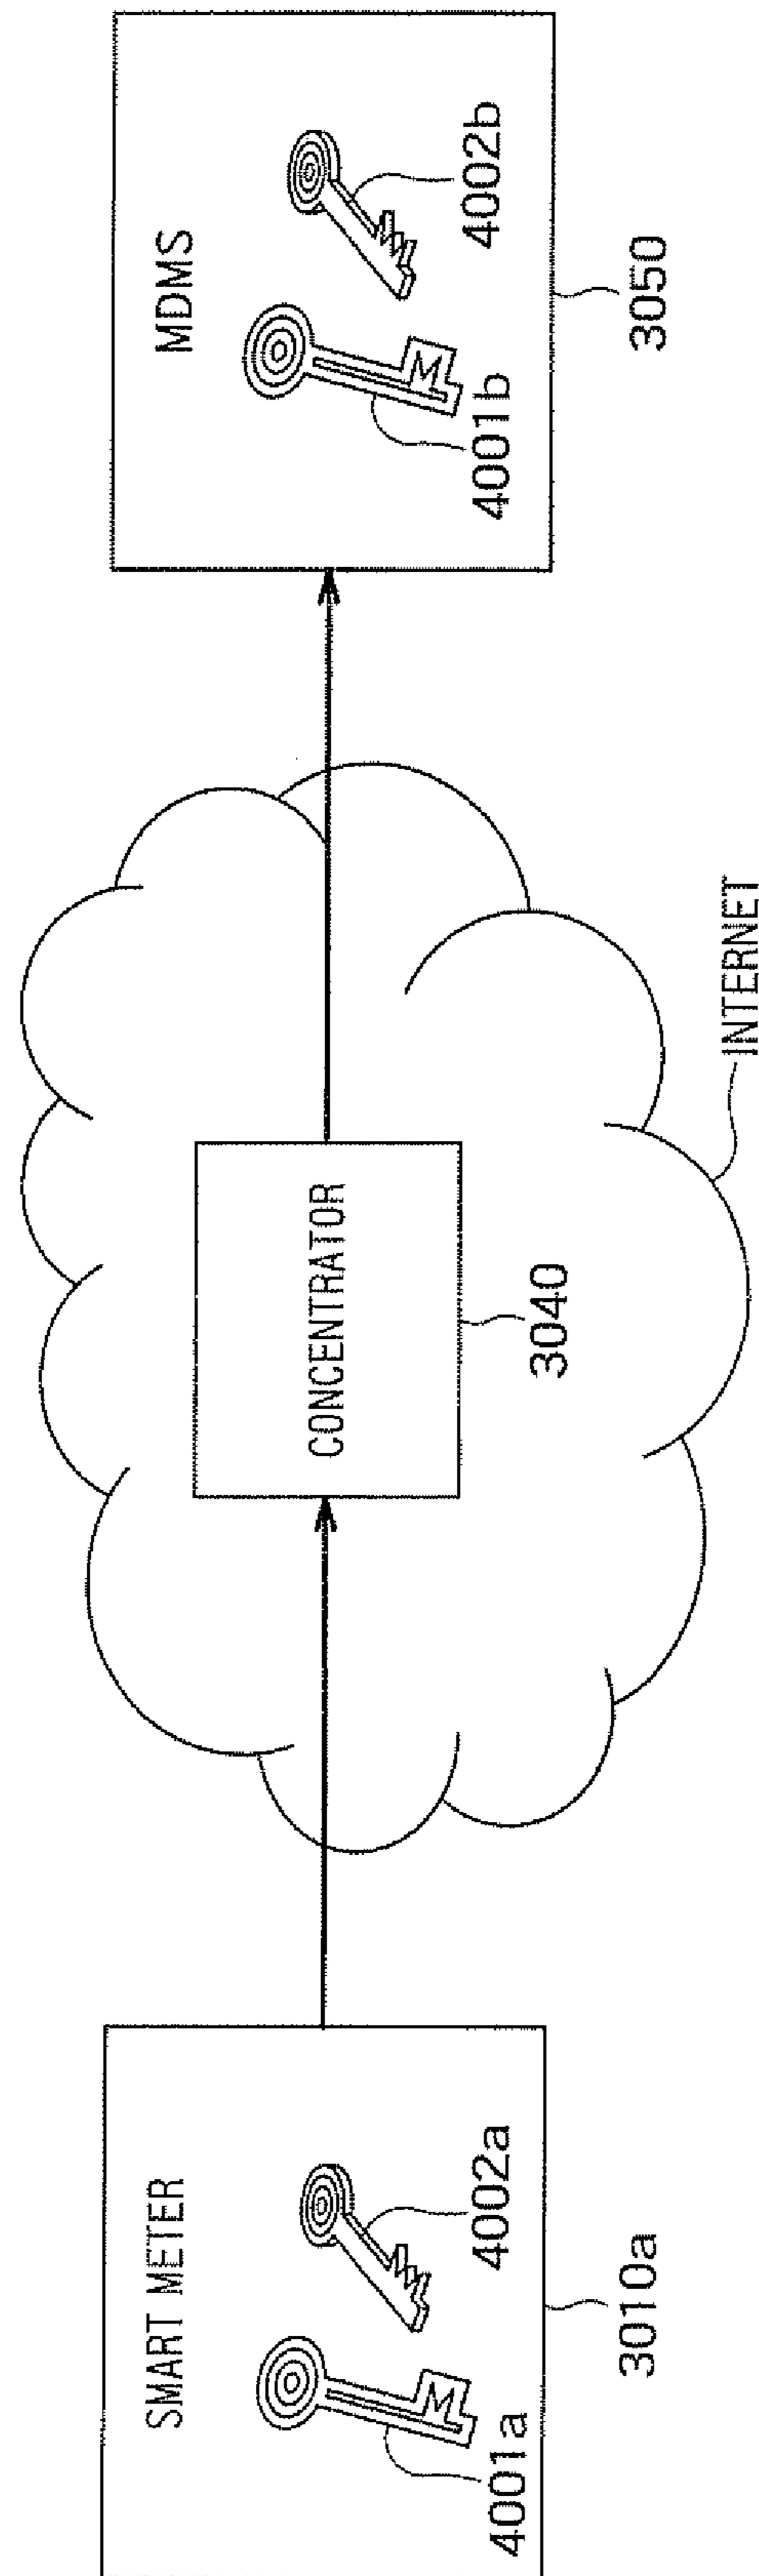 SMART METER
M
4001a
4002a
3010a
CONCENTRATOR
3040
INTERNET
MDMS
M
4001b
4002b
3050